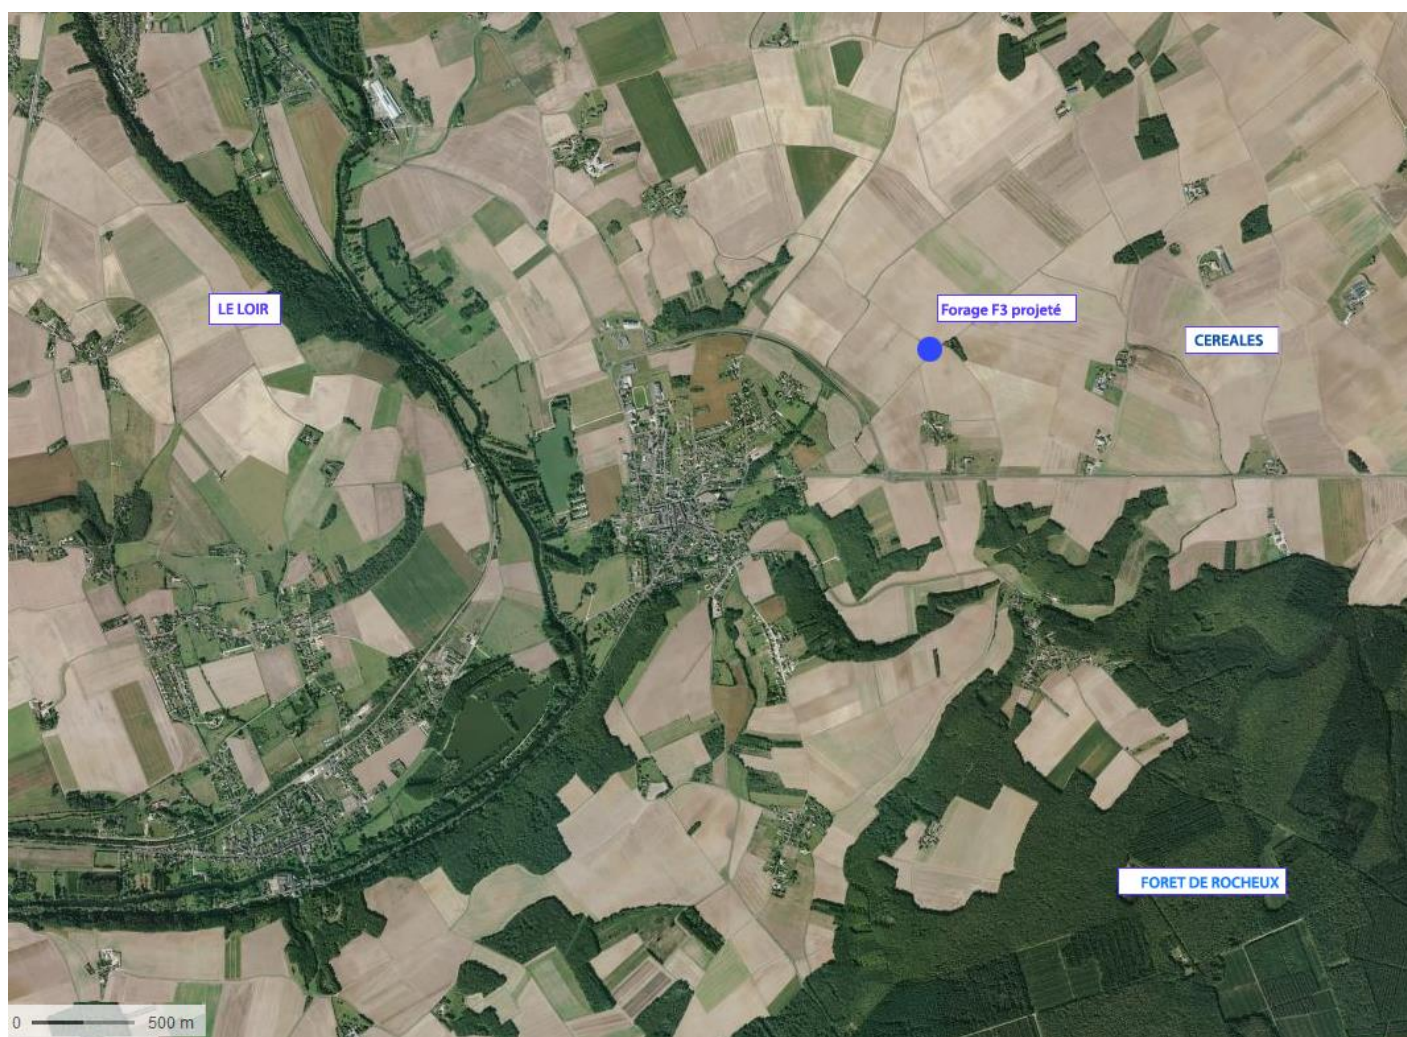 LE LOIR
Forage F3 projeté
CEREALES
FORET DE ROCHEUX
0 500 m